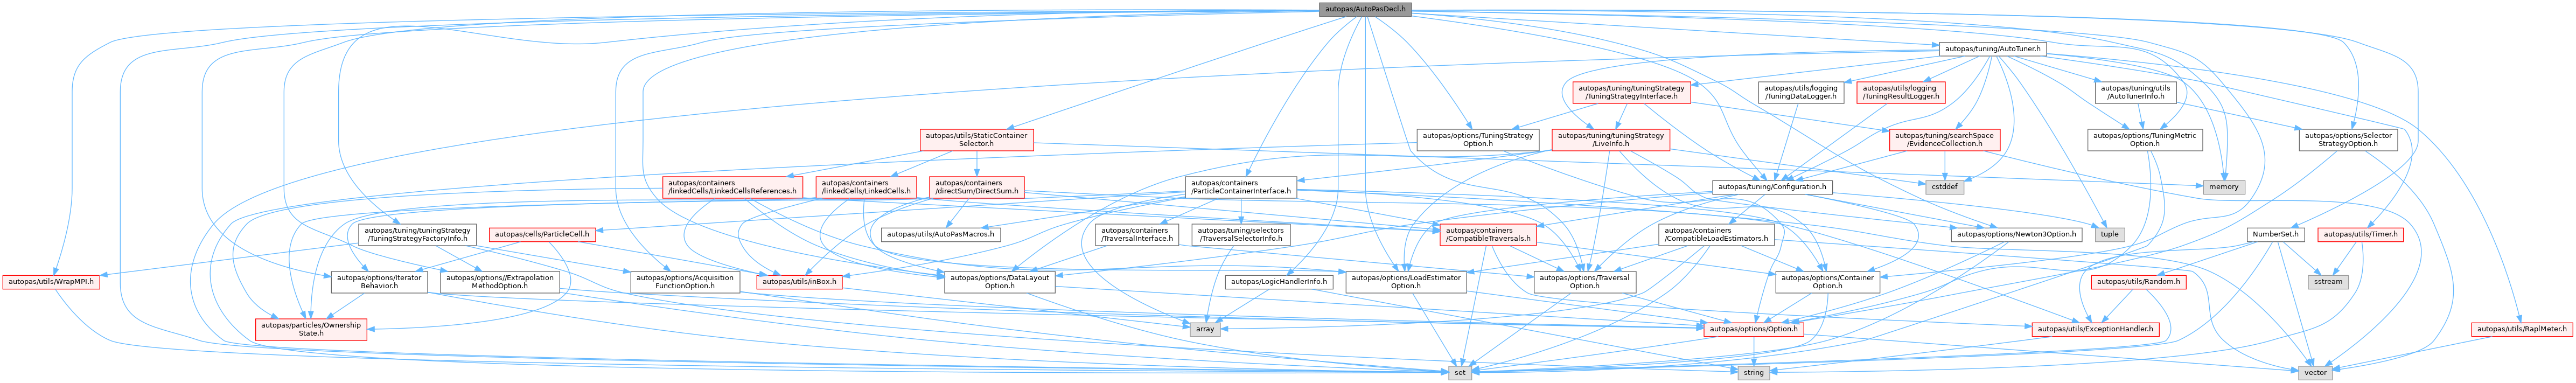 autopas/AutoPasDecl.h
autopas/tuning/AutoTuner.h
autopas/tuning/tuningStrategy
/TuningStrategyInterface.h
autopas/utils/logging
/TuningDataLogger.h
autopas/utils/logging
/TuningResultLogger.h
autopas/tuning/utils
/AutoTunerInfo.h
autopas/utils/StaticContainer
Selector.h
autopas/options/TuningStrategy
Option.h
autopas/tuning/tuningStrategy
/LiveInfo.h
autopas/tuning/searchSpace
/EvidenceCollection.h
autopas/options/TuningMetric
Option.h
autopas/options/Selector
StrategyOption.h
autopas/containers
/linkedCells/LinkedCellsReferences.h
autopas/containers
/linkedCells/LinkedCells.h
autopas/containers
/directSum/DirectSum.h
autopas/containers
/ParticleContainerInterface.h
autopas/tuning/Configuration.h
cstddef
memory
autopas/tuning/tuningStrategy
/TuningStrategyFactoryInfo.h
autopas/cells/ParticleCell.h
autopas/utils/AutoPasMacros.h
autopas/containers
/TraversalInterface.h
autopas/tuning/selectors
/TraversalSelectorInfo.h
autopas/containers
/CompatibleTraversals.h
autopas/containers
/CompatibleLoadEstimators.h
autopas/options/Newton3Option.h
tuple
NumberSet.h
autopas/utils/Timer.h
autopas/utils/WrapMPI.h
autopas/options/Iterator
Behavior.h
autopas/options//Extrapolation
MethodOption.h
autopas/options/Acquisition
FunctionOption.h
autopas/utils/inBox.h
autopas/options/DataLayout
Option.h
autopas/LogicHandlerInfo.h
autopas/options/LoadEstimator
Option.h
autopas/options/Traversal
Option.h
autopas/options/Container
Option.h
autopas/utils/Random.h
sstream
autopas/particles/Ownership
State.h
array
autopas/options/Option.h
autopas/utils/ExceptionHandler.h
autopas/utils/RaplMeter.h
set
string
vector